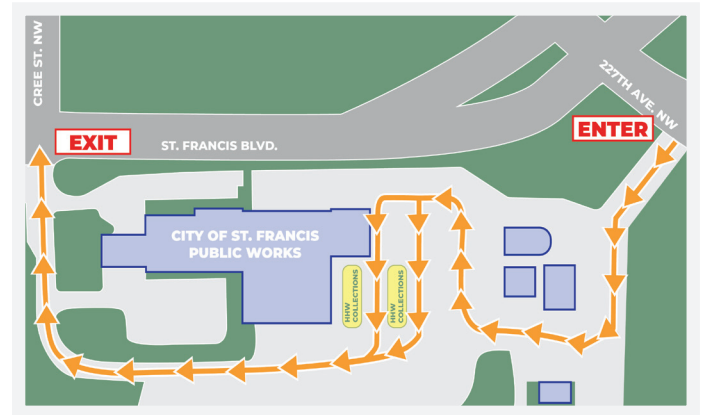 CREE ST. NW
227TH AVE. NW
EXIT
ENTER
ST. FRANCIS BLVD.
CITY OF ST. FRANCIS
PUBLIC WORKS
HHW
COLLECTIONS
HHW
COLLECTIONS